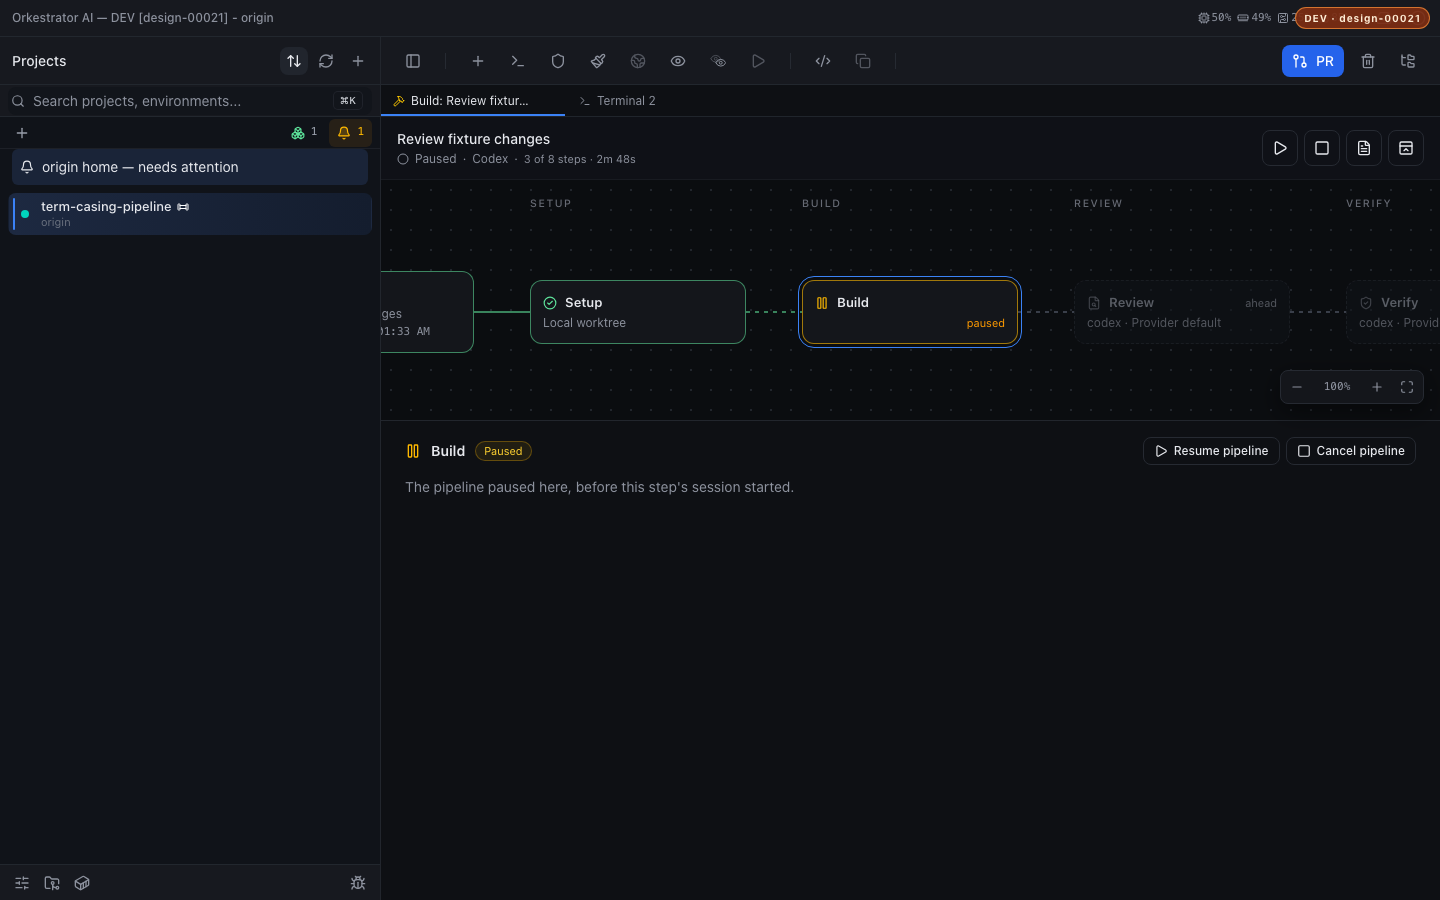 Orkestrator AI — DEV [design-00021] - origin
50% 49%
DEV · design-00021
Projects
PR
Search projects, environments...
⌘K
Build: Review fixtur...
Terminal 2
1
1
Review fixture changes
Paused · Codex · 3 of 8 steps · 2m 48s
origin home — needs attention
term-casing-pipeline
origin
SETUP
BUILD
REVIEW
VERIFY
Setup
Local worktree
Build
paused
Review
ahead
codex · Provider default
Verify
codex ·
:33 AM
100%
Build
Paused
Resume pipeline
Cancel pipeline
The pipeline paused here, before this step's session started.